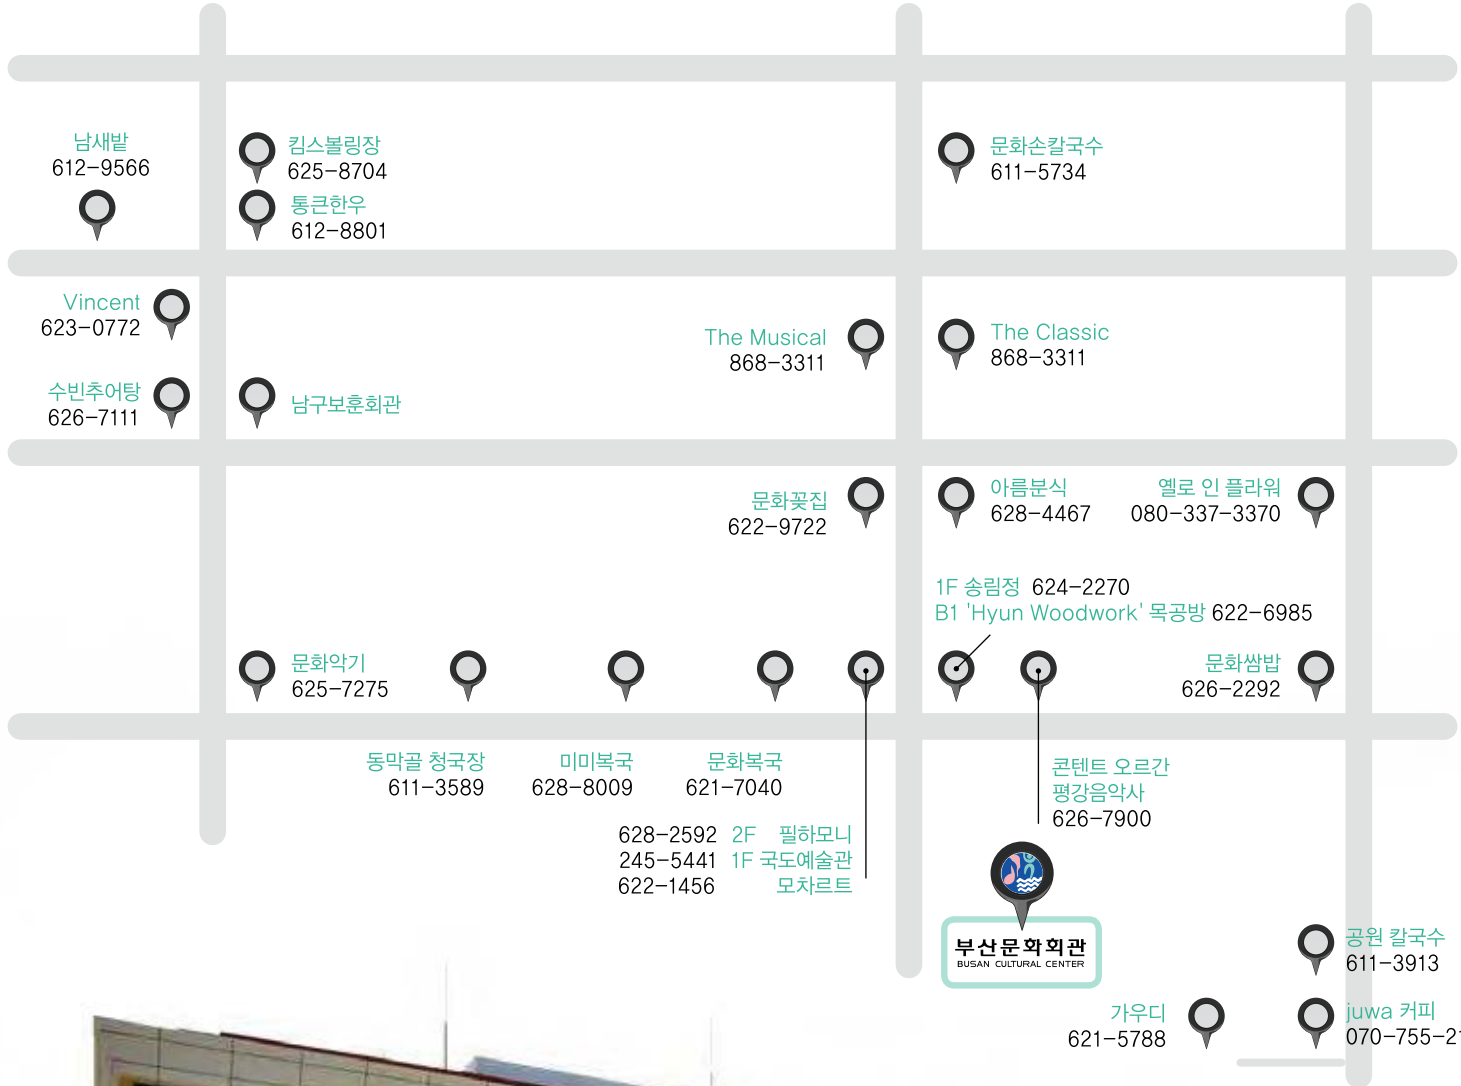 남새밭
612-9566
킴스볼링장
625-8704
통큰한우
612-8801
문화손칼국수
611-5734
Vincent
623-0772
수빈추어탕
626-7111
남구보훈회관
The Musical
868-3311
The Classic
868-3311
문화꽃집
622-9722
아름분식
628-4467
옐로 인 플라워
080-337-3370
1F 송림정 624-2270
B1 'Hyun Woodwork' 목공방 622-6985
문화악기
625-7275
문화쌈밥
626-2292
동막골 청국장
611-3589
미미복국
628-8009
문화복국
621-7040
콘텐트 오르간
평강음악사
626-7900
628-2592 2F 필하모니
245-5441 1F 국도예술관
622-1456 모차르트
부산문화회관
BUSAN CULTURAL CENTER
공원 칼국수
611-3913
가우디
621-5788
juwa 커피
070-755-21